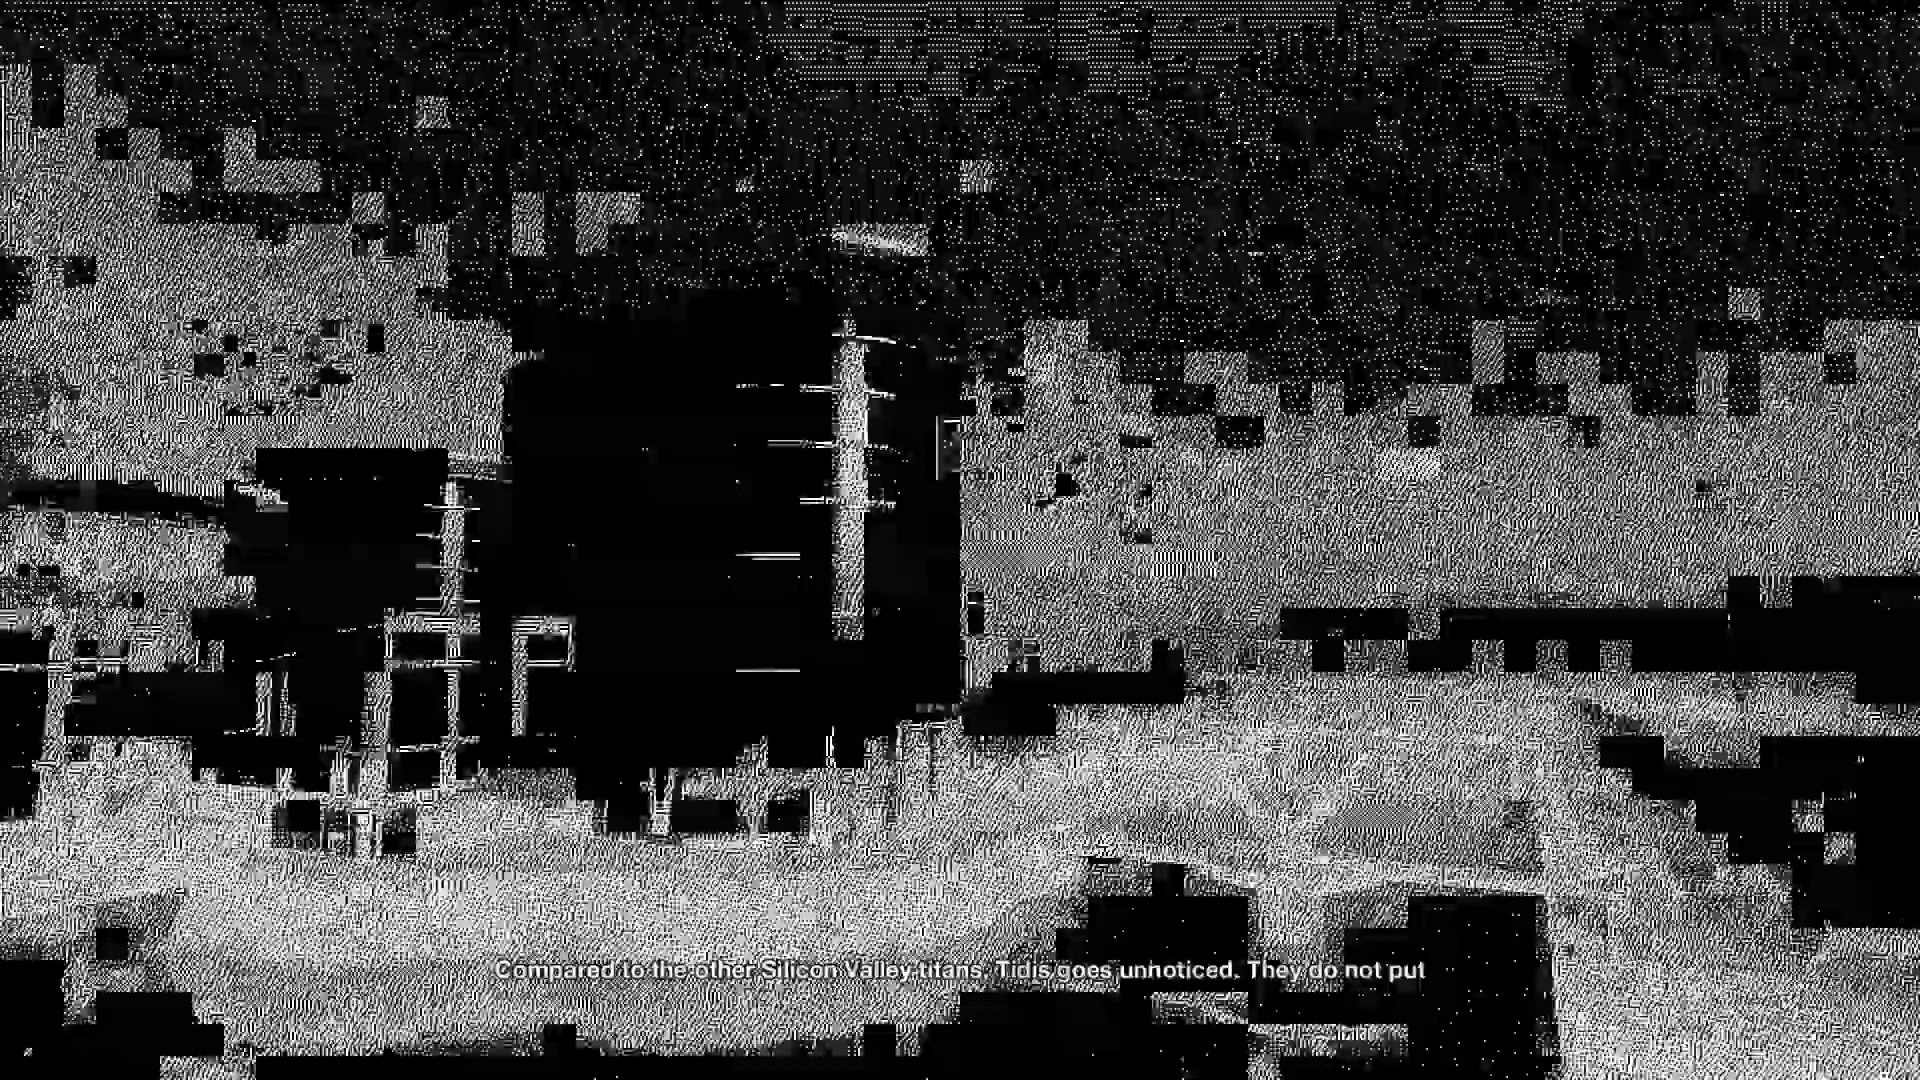 Compared to the other Silicon Valley titans, Tidis goes unnoticed. They do not put